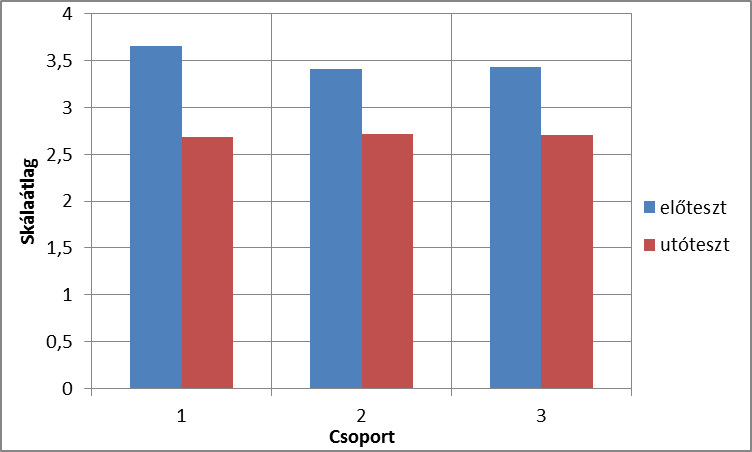 4
3,5
3
2,5
2
1,5
1
0,5
0
Skálaátlag
1 2 3
Csoport
előteszt
utóteszt